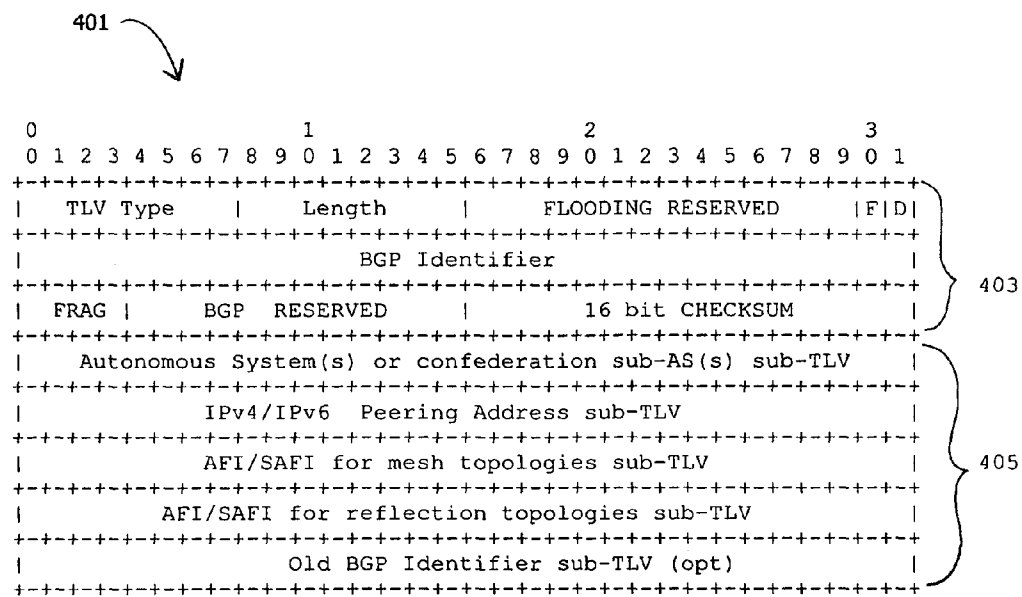 401
0 1 2 3
0 1 2 3 4 5 6 7 8 9 0 1 2 3 4 5 6 7 8 9 0 1 2 3 4 5 6 7 8 9 0 1
+-+-+-+-+-+-+-+-+-+-+-+-+-+-+-+-+-+-+-+-+-+-+-+-+-+-+-+-+-+-+-+-+
| TLV Type | Length | FLOODING RESERVED |F|D|
+-+-+-+-+-+-+-+-+-+-+-+-+-+-+-+-+-+-+-+-+-+-+-+-+-+-+-+-+-+-+-+-+
| BGP Identifier |
+-+-+-+-+-+-+-+-+-+-+-+-+-+-+-+-+-+-+-+-+-+-+-+-+-+-+-+-+-+-+-+-+
403
| FRAG | BGP RESERVED | 16 bit CHECKSUM |
+-+-+-+-+-+-+-+-+-+-+-+-+-+-+-+-+-+-+-+-+-+-+-+-+-+-+-+-+-+-+-+-+
| Autonomous System(s) or confederation sub-AS(s) sub-TLV |
+-+-+-+-+-+-+-+-+-+-+-+-+-+-+-+-+-+-+-+-+-+-+-+-+-+-+-+-+-+-+-+-+
| IPv4/IPv6 Peering Address sub-TLV |
+-+-+-+-+-+-+-+-+-+-+-+-+-+-+-+-+-+-+-+-+-+-+-+-+-+-+-+-+-+-+-+-+
| AFI/SAFI for mesh topologies sub-TLV |
405
+-+-+-+-+-+-+-+-+-+-+-+-+-+-+-+-+-+-+-+-+-+-+-+-+-+-+-+-+-+-+-+-+
| AFI/SAFI for reflection topologies sub-TLV |
+-+-+-+-+-+-+-+-+-+-+-+-+-+-+-+-+-+-+-+-+-+-+-+-+-+-+-+-+-+-+-+-+
| Old BGP Identifier sub-TLV (opt) |
+-+-+-+-+-+-+-+-+-+-+-+-+-+-+-+-+-+-+-+-+-+-+-+-+-+-+-+-+-+-+-+-+